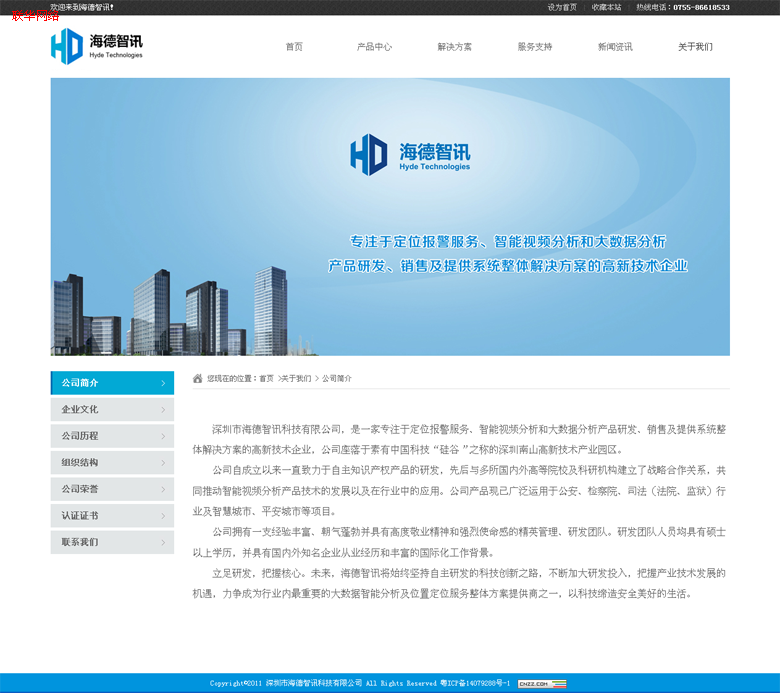 欢迎来到海德智讯!
设为首页 | 收藏本站 | 热线电话:0755-86618533
联华网络
海德智讯
Hyde Technologies
首页 产品中心 解决方案 服务支持 新闻资讯 关于我们
海德智讯
Hyde Technologies
专注于定位报警服务、智能视频分析和大数据分析
产品研发、销售及提供系统整体解决方案的高新技术企业
公司简介
企业文化
公司历程
组织结构
公司荣誉
认证证书
联系我们
您现在的位置:首页 >关于我们 > 公司简介
深圳市海德智讯科技有限公司,是一家专注于定位报警服务、智能视频分析和大数据分析产品研发、销售及提供系统整
体解决方案的高新技术企业,公司座落于素有中国科技“硅谷”之称的深圳南山高新技术产业园区。
公司自成立以来一直致力于自主知识产权产品的研发,先后与多所国内外高等院校及科研机构建立了战略合作关系,共
同推动智能视频分析产品技术的发展以及在行业中的应用。公司产品现已广泛运用于公安、检察院、司法(法院、监狱)行
业及智慧城市、平安城市等项目。
公司拥有一支经验丰富、朝气蓬勃并具有高度敬业精神和强烈使命感的精英管理、研发团队。研发团队人员均具有硕士
以上学历,并具有国内外知名企业从业经历和丰富的国际化工作背景。
立足研发,把握核心。未来,海德智讯将始终坚持自主研发的科技创新之路,不断加大研发投入,把握产业技术发展的
机遇,力争成为行业内最重要的大数据智能分析及位置定位服务整体方案提供商之一,以科技缔造安全美好的生活。
Copyright©2011 深圳市海德智讯科技有限公司 All Rights Reserved 粤ICP备14079288号-1 CNZZ.COM